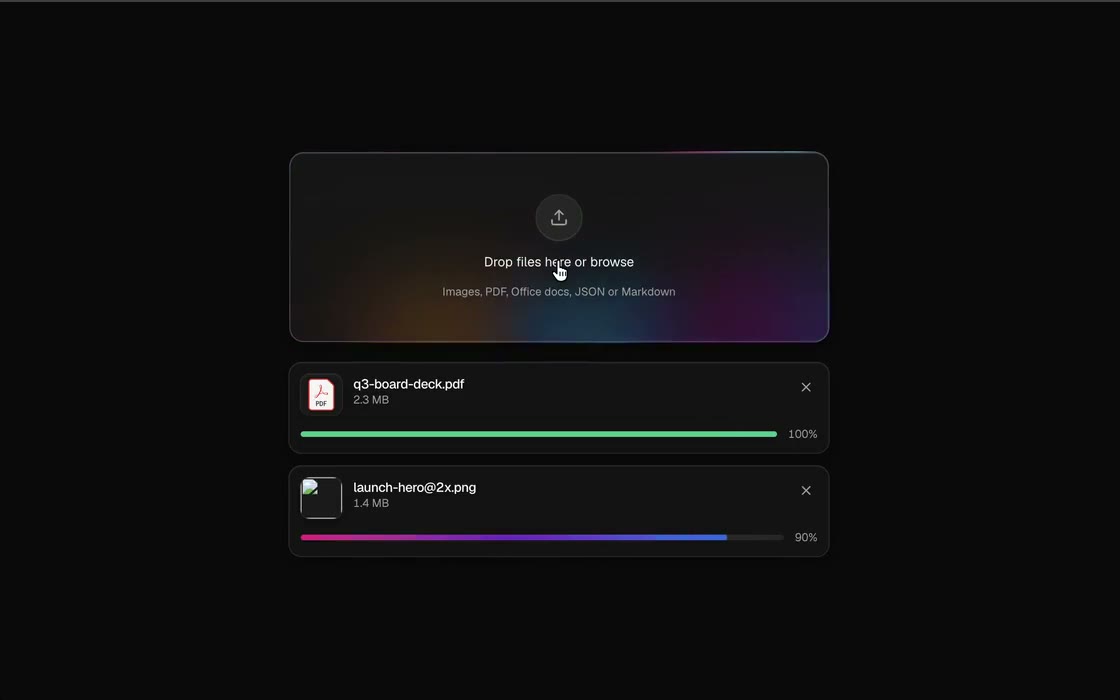 Drop files here or browse
Images, PDF, Office docs, JSON or Markdown
PDF
q3-board-deck.pdf
2.3 MB
100%
launch-hero@2x.png
1.4 MB
90%